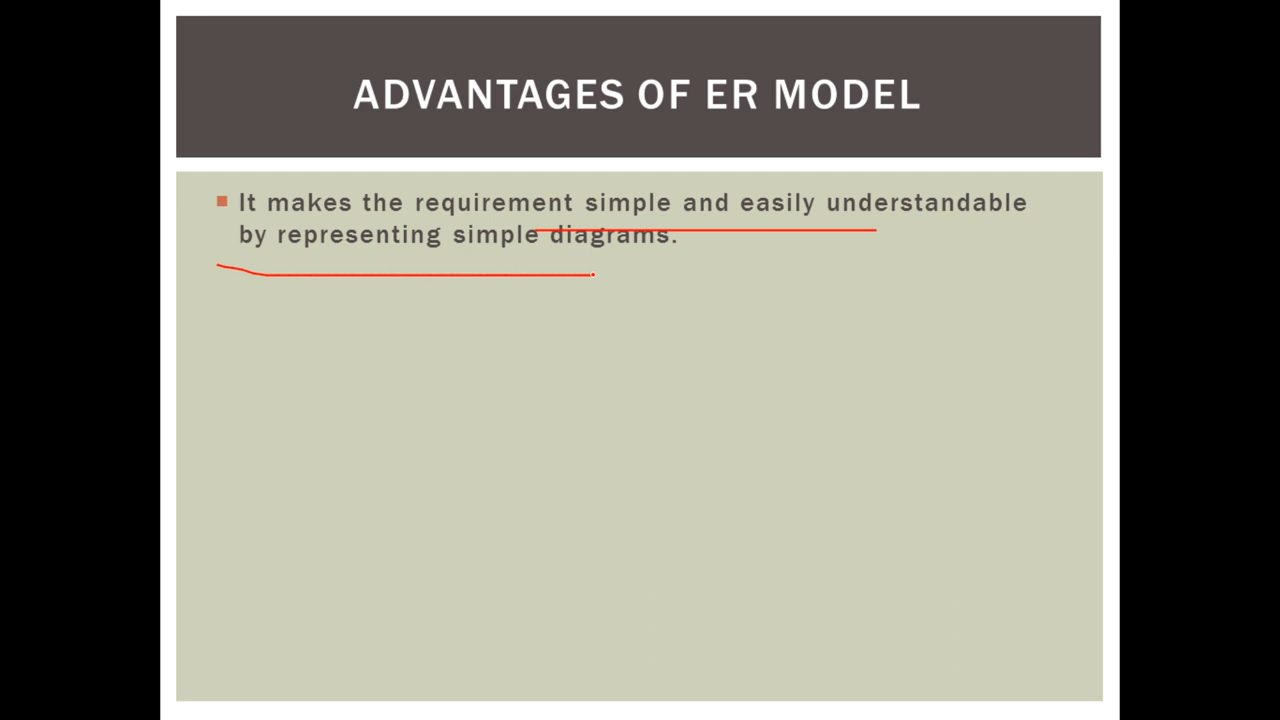 ADVANTAGES OF ER MODEL
It makes the requirement simple and easily understandable
by representing simple diagrams.